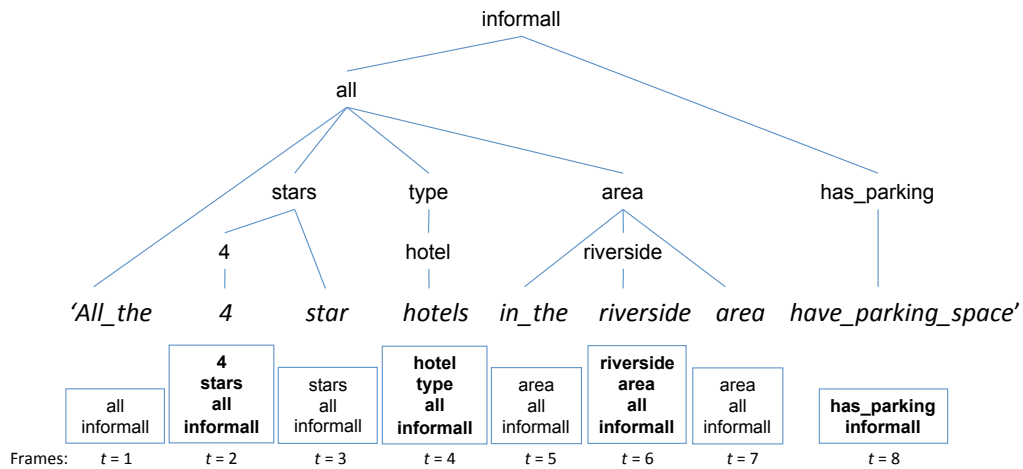 informall
all
stars type area has_parking
4 hotel riverside
‘All_the 4 star hotels in_the riverside area have_parking_space’
all
informall
4
stars
all
informall
stars
all
informall
hotel
type
all
informall
area
all
informall
riverside
area
all
informall
area
all
informall
has_parking
informall
Frames: t = 1 t = 2 t = 3 t = 4 t = 5 t = 6 t = 7 t = 8